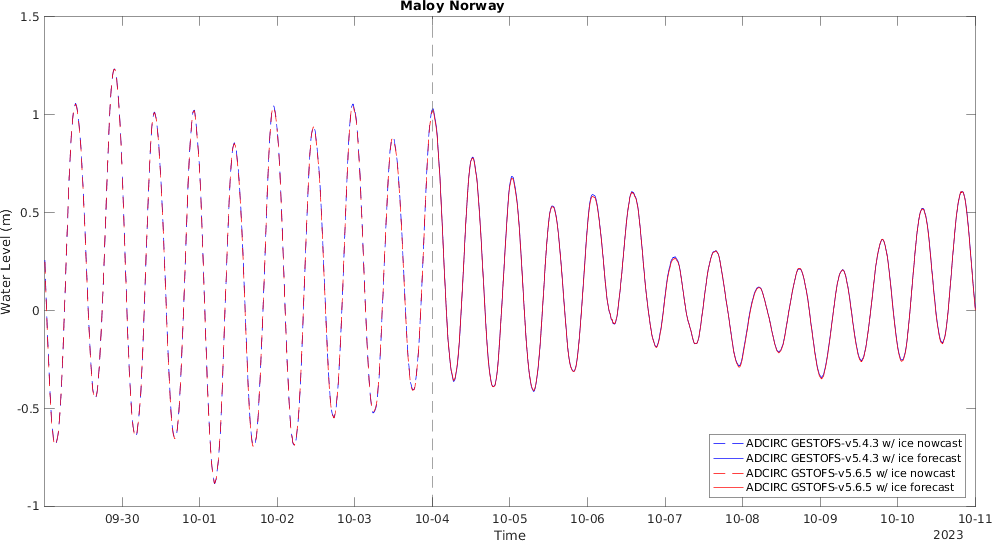 Maloy Norway
1.5
1
0.5
0
-0.5
-1
Water Level (m)
ADCIRC GESTOFS-v5.4.3 w/ ice nowcast
ADCIRC GESTOFS-v5.4.3 w/ ice forecast
ADCIRC GSTOFS-v5.6.5 w/ ice nowcast
ADCIRC GSTOFS-v5.6.5 w/ ice forecast
09-30 10-01 10-02 10-03 10-04 10-05 10-06 10-07 10-08 10-09 10-10 10-11
Time
2023